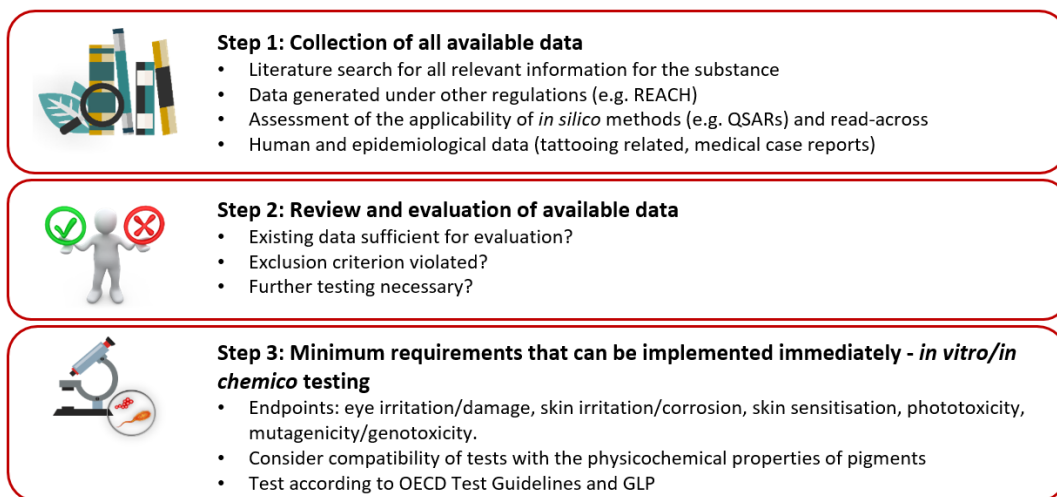 Step 1: Collection of all available data
• Literature search for all relevant information for the substance
• Data generated under other regulations (e.g. REACH)
• Assessment of the applicability of in silico methods (e.g. QSARs) and read-across
• Human and epidemiological data (tattooing related, medical case reports)
Step 2: Review and evaluation of available data
• Existing data sufficient for evaluation?
• Exclusion criterion violated?
• Further testing necessary?
Step 3: Minimum requirements that can be implemented immediately - in vitro/in
chemico testing
• Endpoints: eye irritation/damage, skin irritation/corrosion, skin sensitisation, phototoxicity,
mutagenicity/genotoxicity.
• Consider compatibility of tests with the physicochemical properties of pigments
• Test according to OECD Test Guidelines and GLP